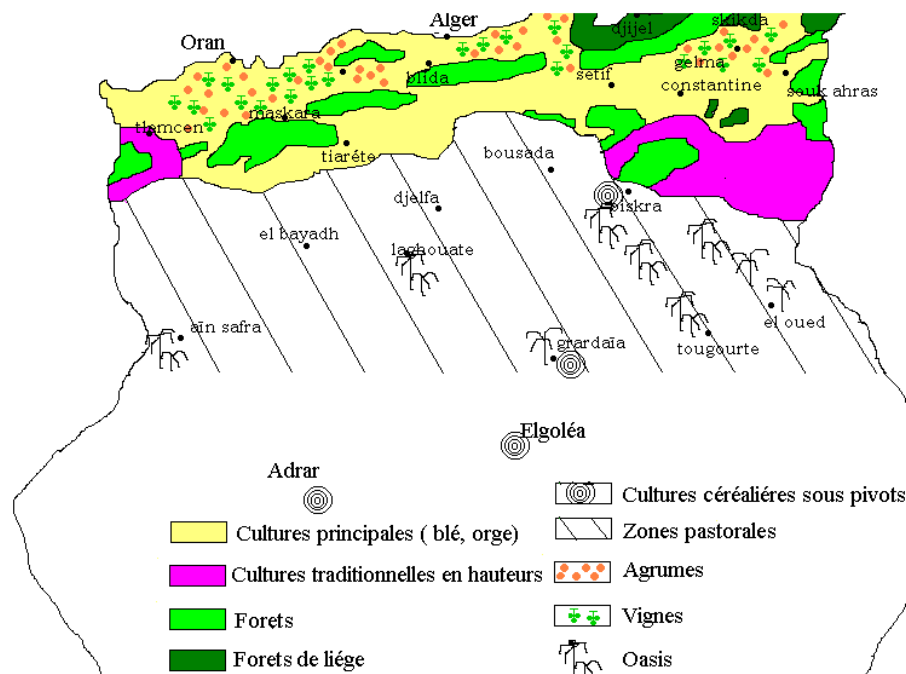 Alger
djijel
skikda
Oran
gelma
blida
setif
constantine
souk ahras
maskara
tlemcen
tiaréte
bousada
djelfa
biskra
el bayadh
laghouate
aïn safra
el oued
grardaïa
tougourte
Elgoléa
Adrar
Cultures principales ( blé, orge)
Cultures traditionnelles en hauteurs
Forets
Forets de liége
Cultures céréaliéres sous pivots
Zones pastorales
Agrumes
Vignes
Oasis